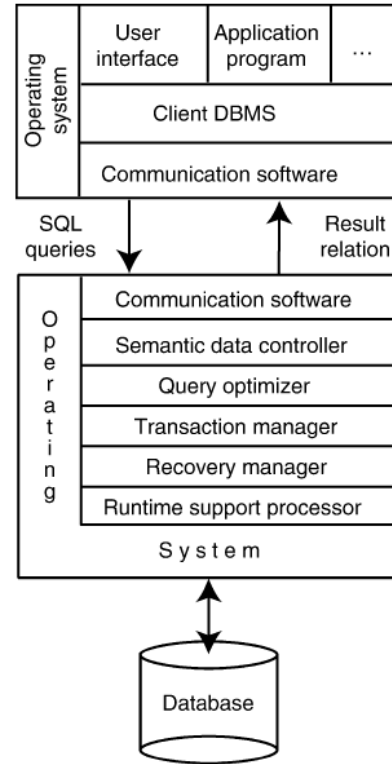 Operating
system
User
interface
Application
program
...
Client DBMS
Communication software
SQL
queries
Result
relation
Operating
Communication software
Semantic data controller
Query optimizer
Transaction manager
Recovery manager
Runtime support processor
System
Database